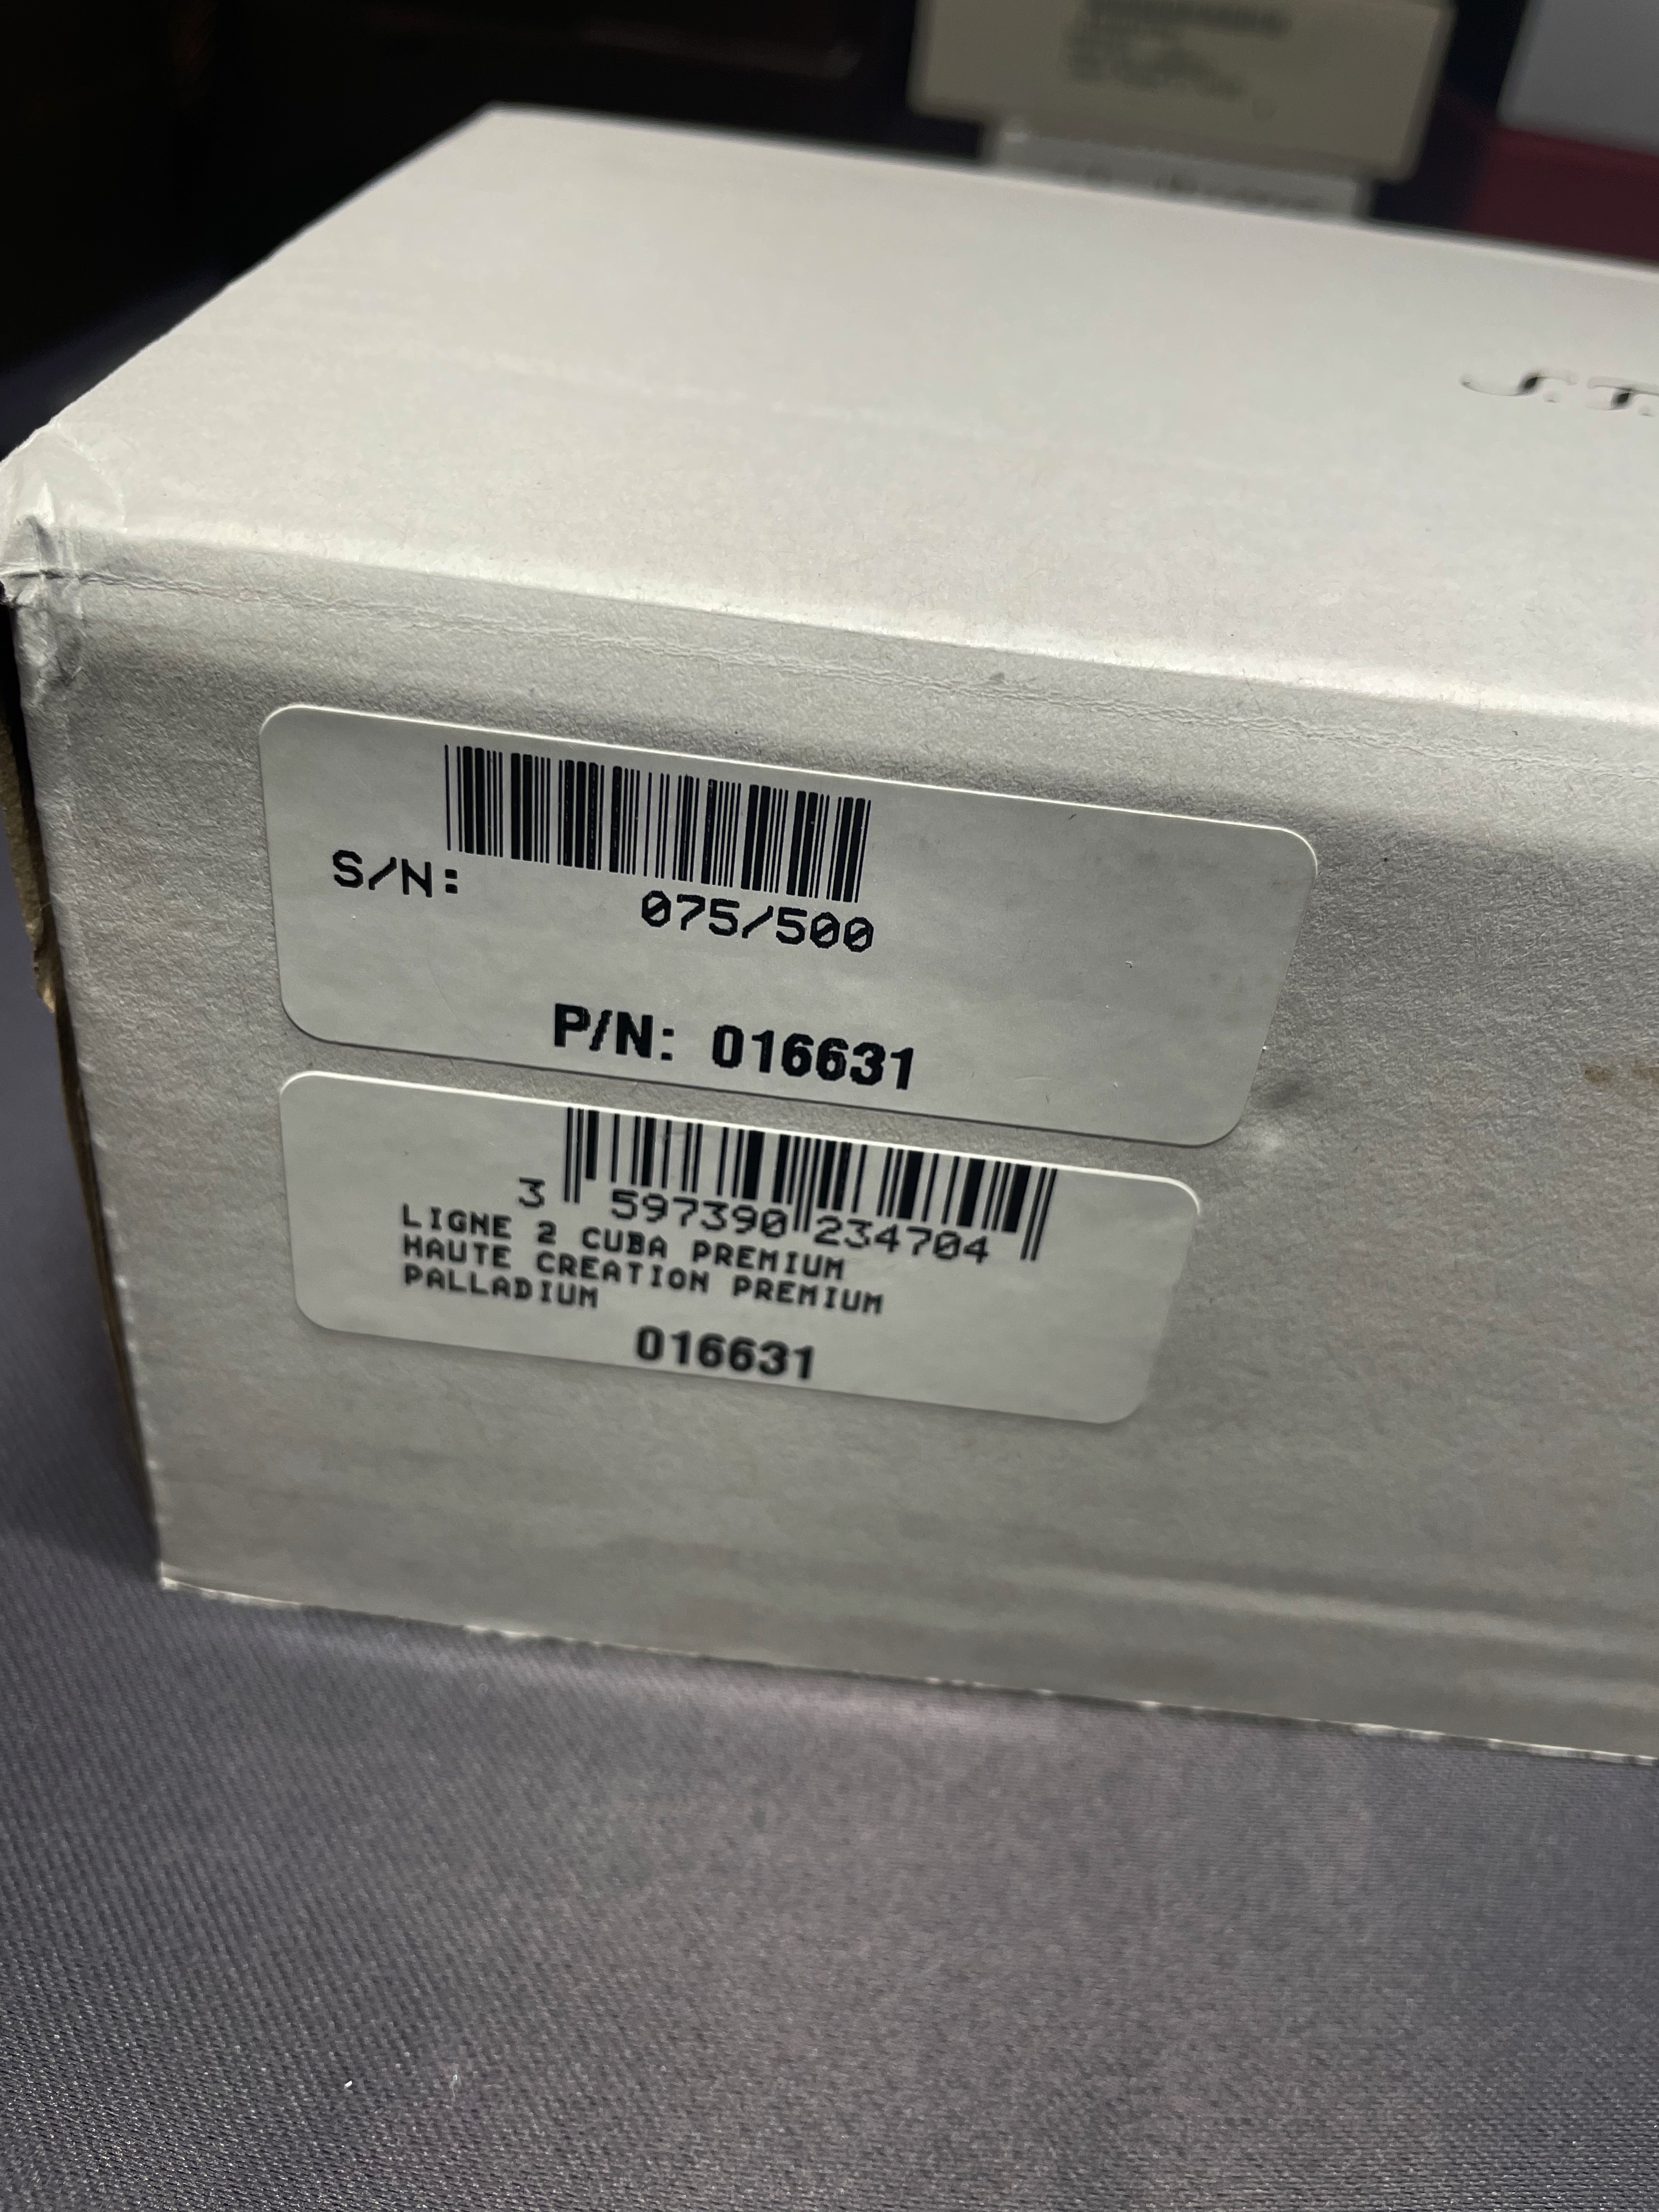 S.T.
S/N:
075/500
P/N: 016631
3 597390 234704
LIGNE 2 CUBA PREMIUM
HAUTE CREATION PREMIUM
PALLADIUM
016631